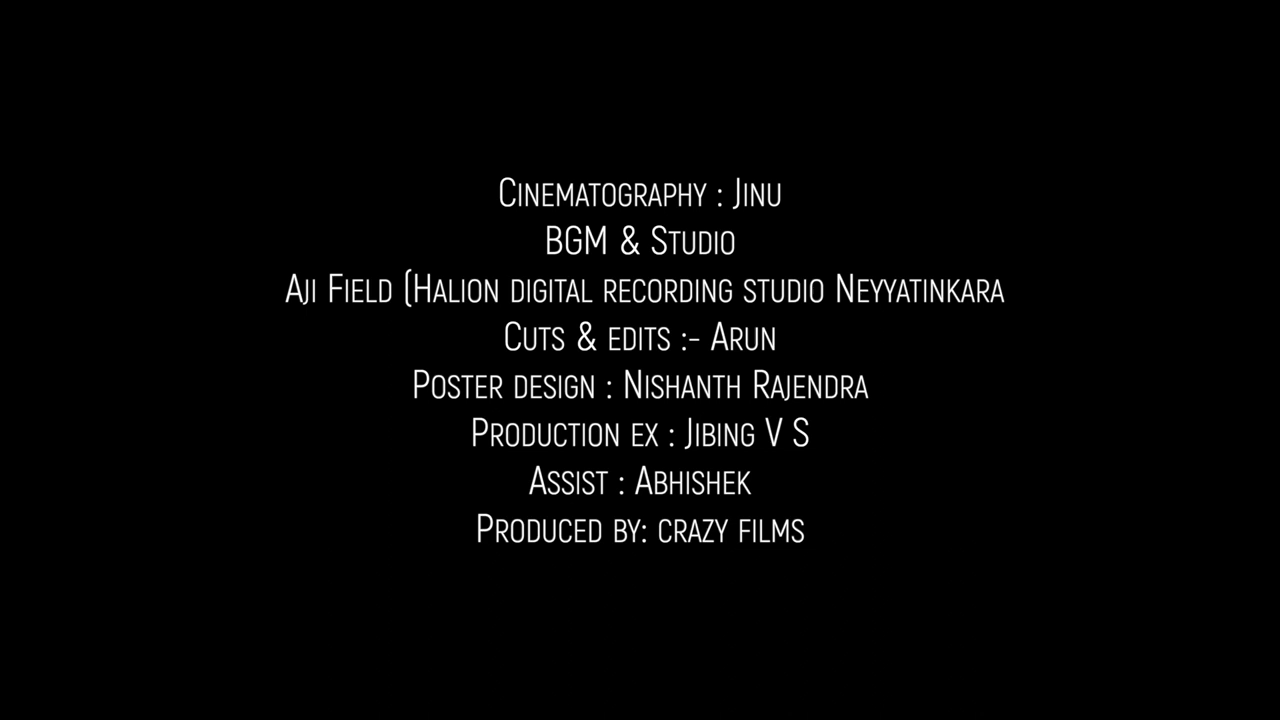 Cinematography : Jinu
BGM & Studio
Aji Field (Halion digital recording studio Neyyatinkara
Cuts & edits :- Arun
Poster design : Nishanth Rajendra
Production ex : Jibing V S
Assist : Abhishek
Produced by: crazy films